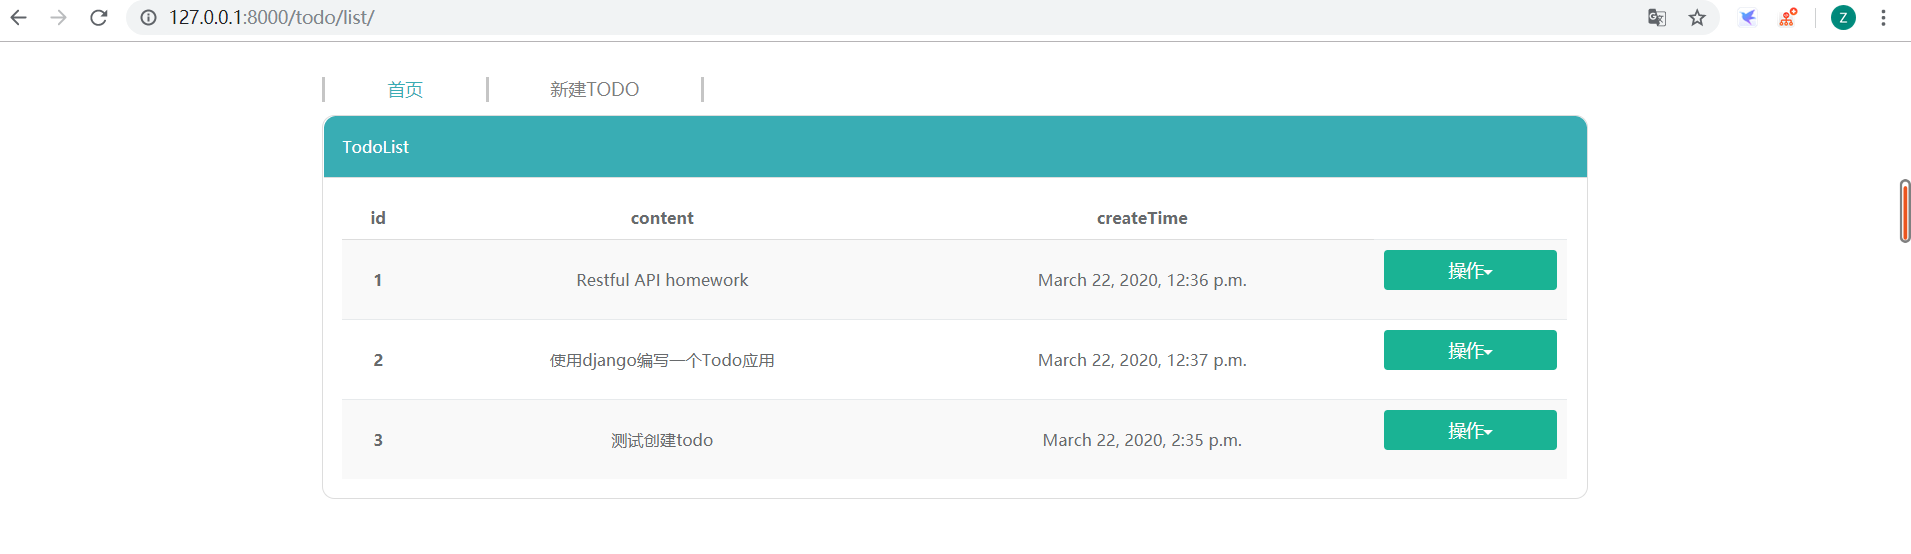 127.0.0.1:8000/todo/list/
Z
首页 新建TODO
TodoList
id content createTime
1 Restful API homework March 22, 2020, 12:36 p.m. 操作
2 使用django编写一个Todo应用 March 22, 2020, 12:37 p.m. 操作
3 测试创建todo March 22, 2020, 2:35 p.m. 操作